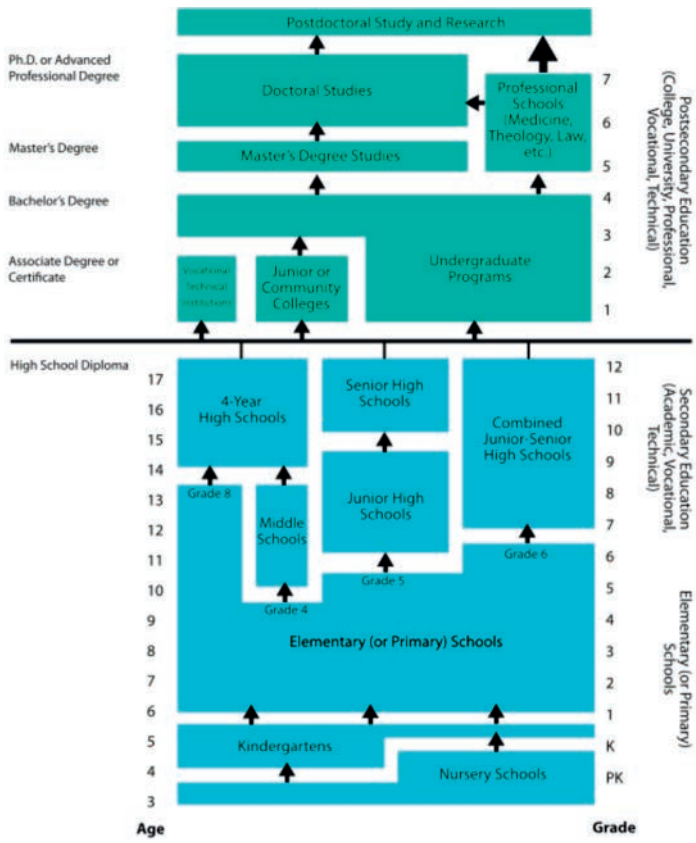 Postdoctoral Study and Research
Ph.D. or Advanced
Professional Degree
Doctoral Studies
Professional
Schools
(Medicine,
Theology, Law,
etc.)
7
6
5
Master's Degree
Master's Degree Studies
Bachelor's Degree
4
3
2
1
Associate Degree or
Certificate
Vocational
Technical
Institutions
Junior or
Community
Colleges
Undergraduate
Programs
Postsecondary Education
(College, University, Professional,
Vocational, Technical)
High School Diploma
17
16
15
14
13
12
11
10
9
8
7
6
5
4
3
4-Year
High Schools
Senior High
Schools
Combined
Junior-Senior
High Schools
Grade 8
Middle
Schools
Junior High
Schools
Grade 4
Grade 5
Grade 6
Elementary (or Primary) Schools
Kindergartens
Nursery Schools
12
11
10
9
8
7
6
5
4
3
2
1
K
PK
Secondary Education
(Academic, Vocational,
Technical)
Elementary (or Primary)
Schools
Age
Grade